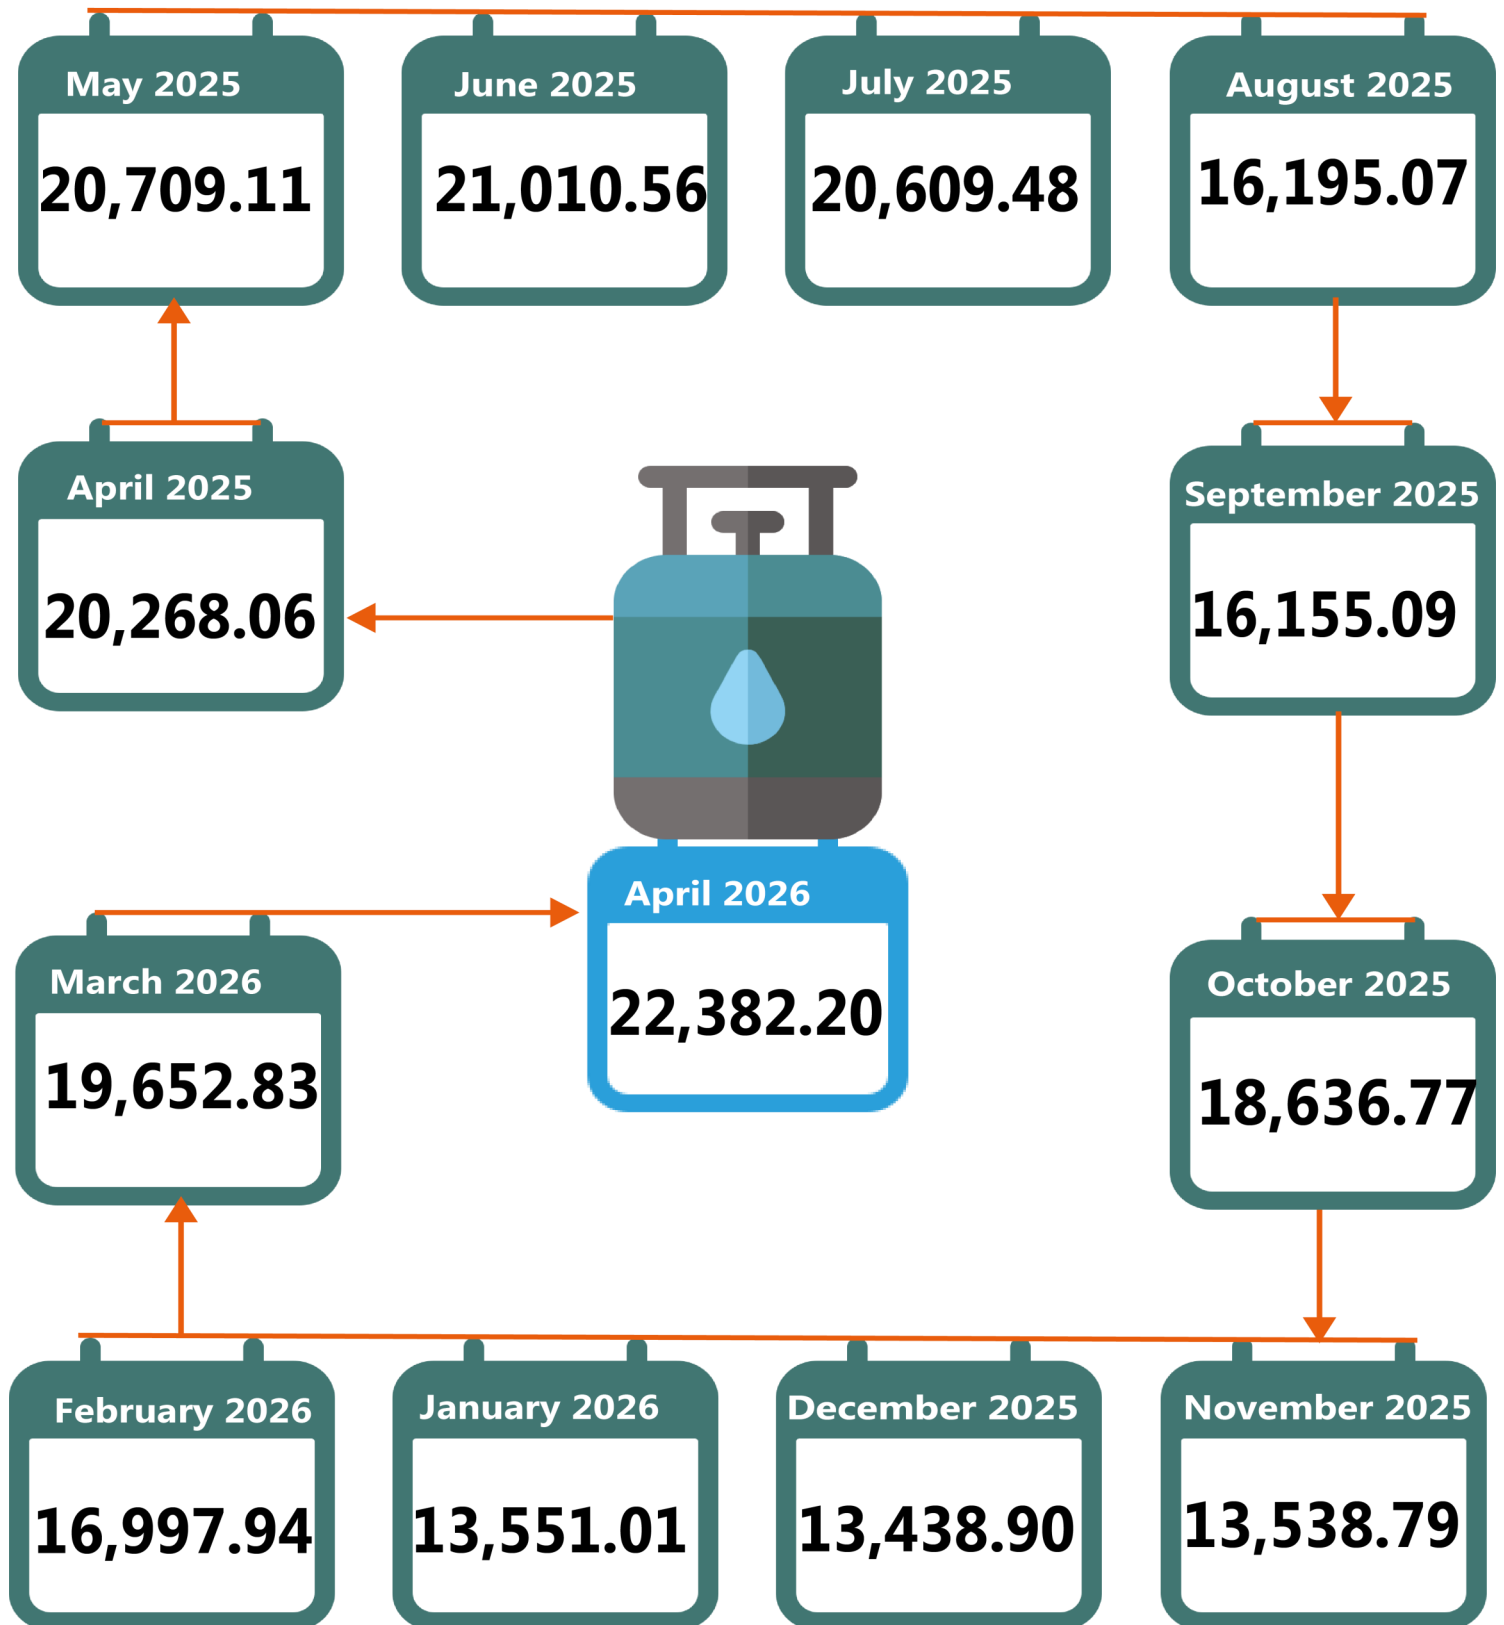 May 2025
20,709.11
June 2025
21,010.56
July 2025
20,609.48
August 2025
16,195.07
April 2025
20,268.06
September 2025
16,155.09
April 2026
22,382.20
March 2026
19,652.83
October 2025
18,636.77
February 2026
16,997.94
January 2026
13,551.01
December 2025
13,438.90
November 2025
13,538.79